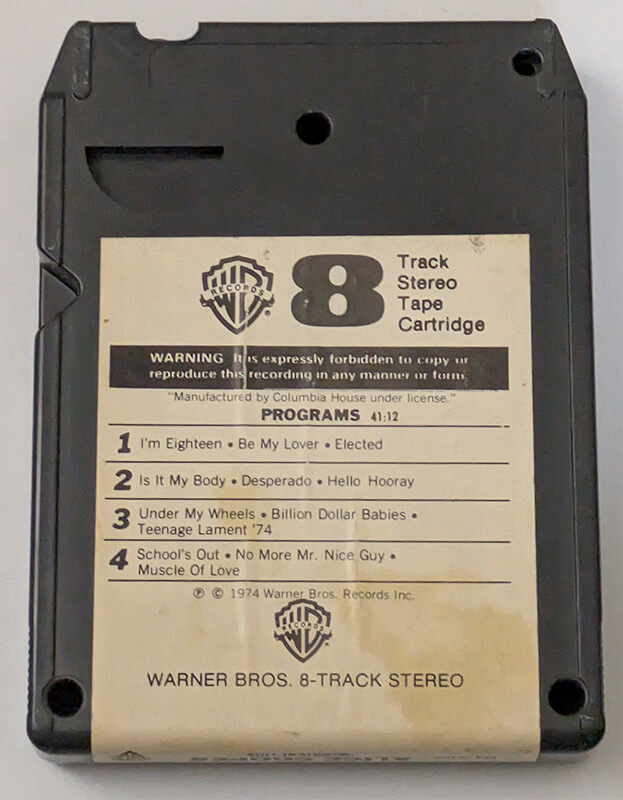 WB RECORDS ®
8 Track
Stereo
Tape
Cartridge
WARNING It is expressly forbidden to copy or
reproduce this recording in any manner or form.
"Manufactured by Columbia House under license."
PROGRAMS 41:12
1 I'm Eighteen • Be My Lover • Elected
2 Is It My Body • Desperado • Hello Hooray
3 Under My Wheels • Billion Dollar Babies •
Teenage Lament '74
4 School's Out • No More Mr. Nice Guy •
Muscle Of Love
℗ © 1974 Warner Bros. Records Inc.
WB RECORDS ®
WARNER BROS. 8-TRACK STEREO
ALICE COOPER